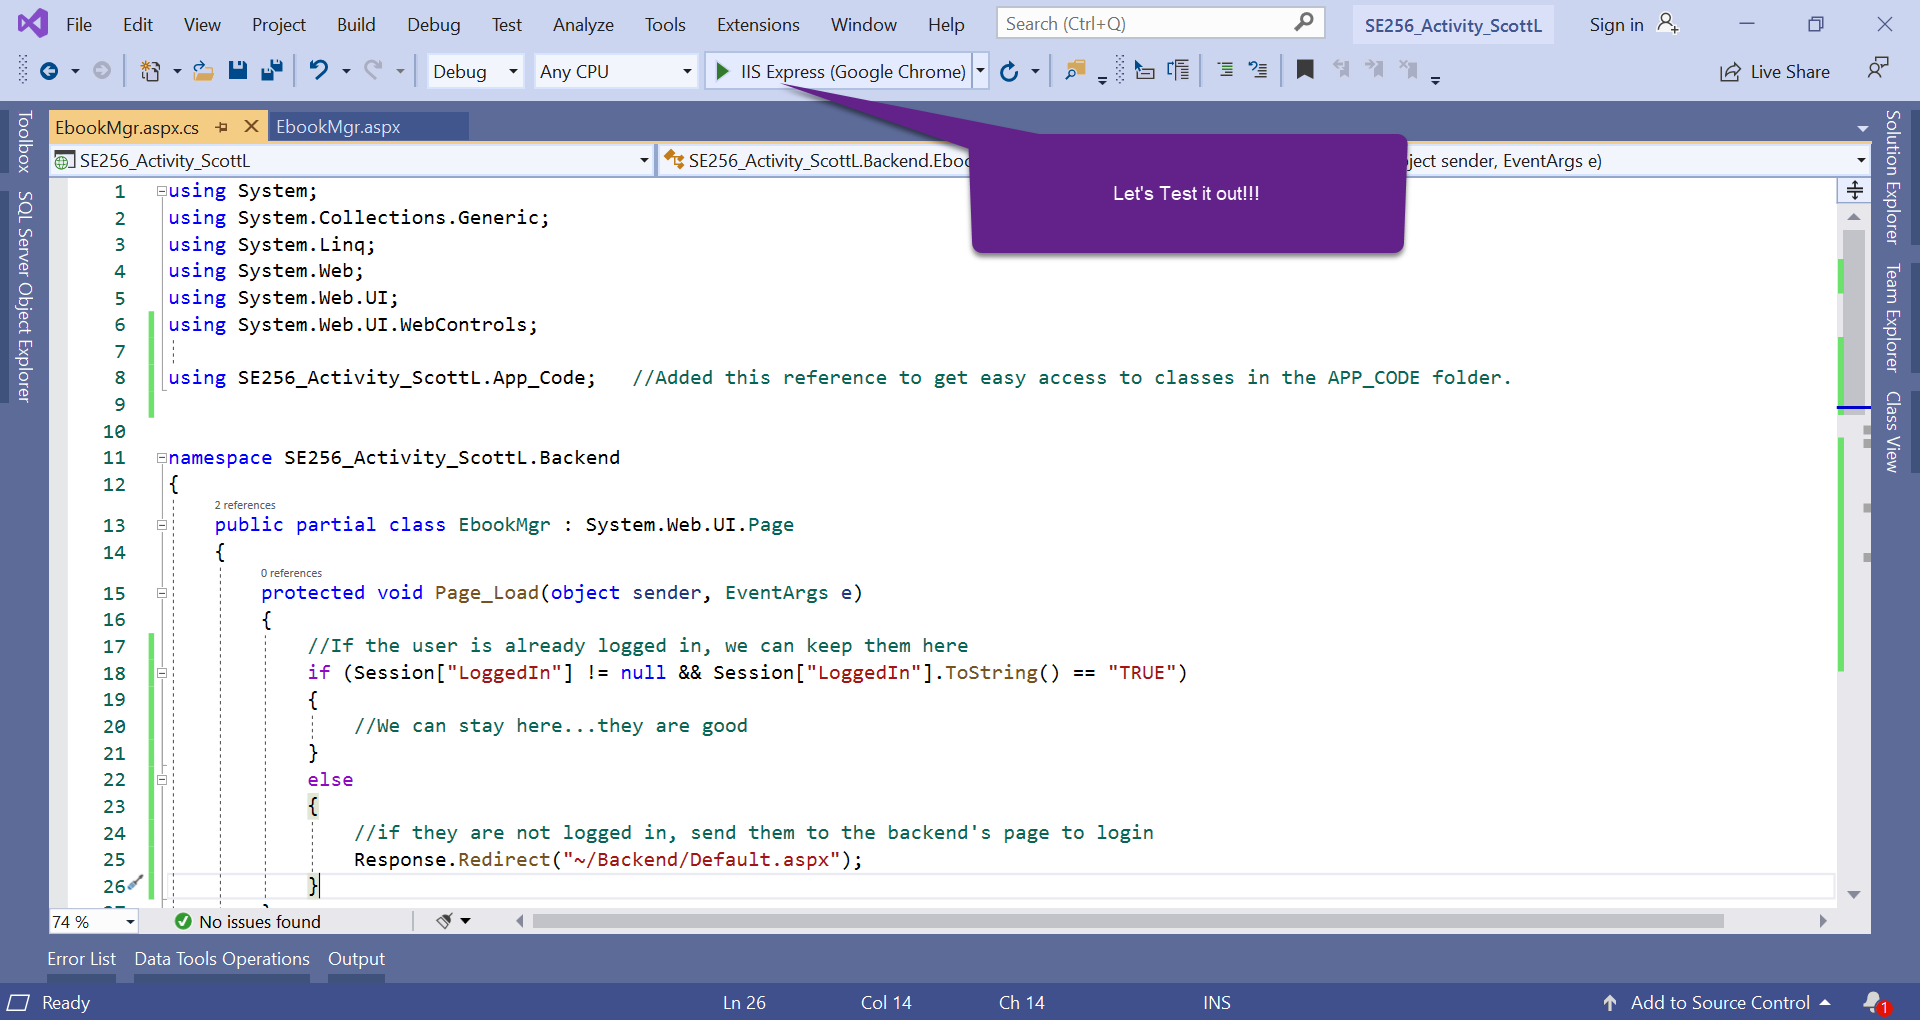 File Edit View Project Build Debug Test Analyze Tools Extensions Window Help Search (Ctrl+Q) SE256_Activity_ScottL Sign in
Debug Any CPU IIS Express (Google Chrome) Live Share
EbookMgr.aspx.cs EbookMgr.aspx
SE256_Activity_ScottL SE256_Activity_ScottL.Backend.Eboo ject sender, EventArgs e)
Let's Test it out!!!
Toolbox
SQL Server Object Explorer
Solution Explorer
Team Explorer
Class View
1 using System;
2 using System.Collections.Generic;
3 using System.Linq;
4 using System.Web;
5 using System.Web.UI;
6 using System.Web.UI.WebControls;
7
8 using SE256_Activity_ScottL.App_Code; //Added this reference to get easy access to classes in the APP_CODE folder.
9
10
11 namespace SE256_Activity_ScottL.Backend
12 {
2 references
13 public partial class EbookMgr : System.Web.UI.Page
14 {
0 references
15 protected void Page_Load(object sender, EventArgs e)
16 {
17 //If the user is already logged in, we can keep them here
18 if (Session["LoggedIn"] != null && Session["LoggedIn"].ToString() == "TRUE")
19 {
20 //We can stay here...they are good
21 }
22 else
23 {
24 //if they are not logged in, send them to the backend's page to login
25 Response.Redirect("~/Backend/Default.aspx");
26 }
74 % No issues found
Error List Data Tools Operations Output
Ready Ln 26 Col 14 Ch 14 INS Add to Source Control 1